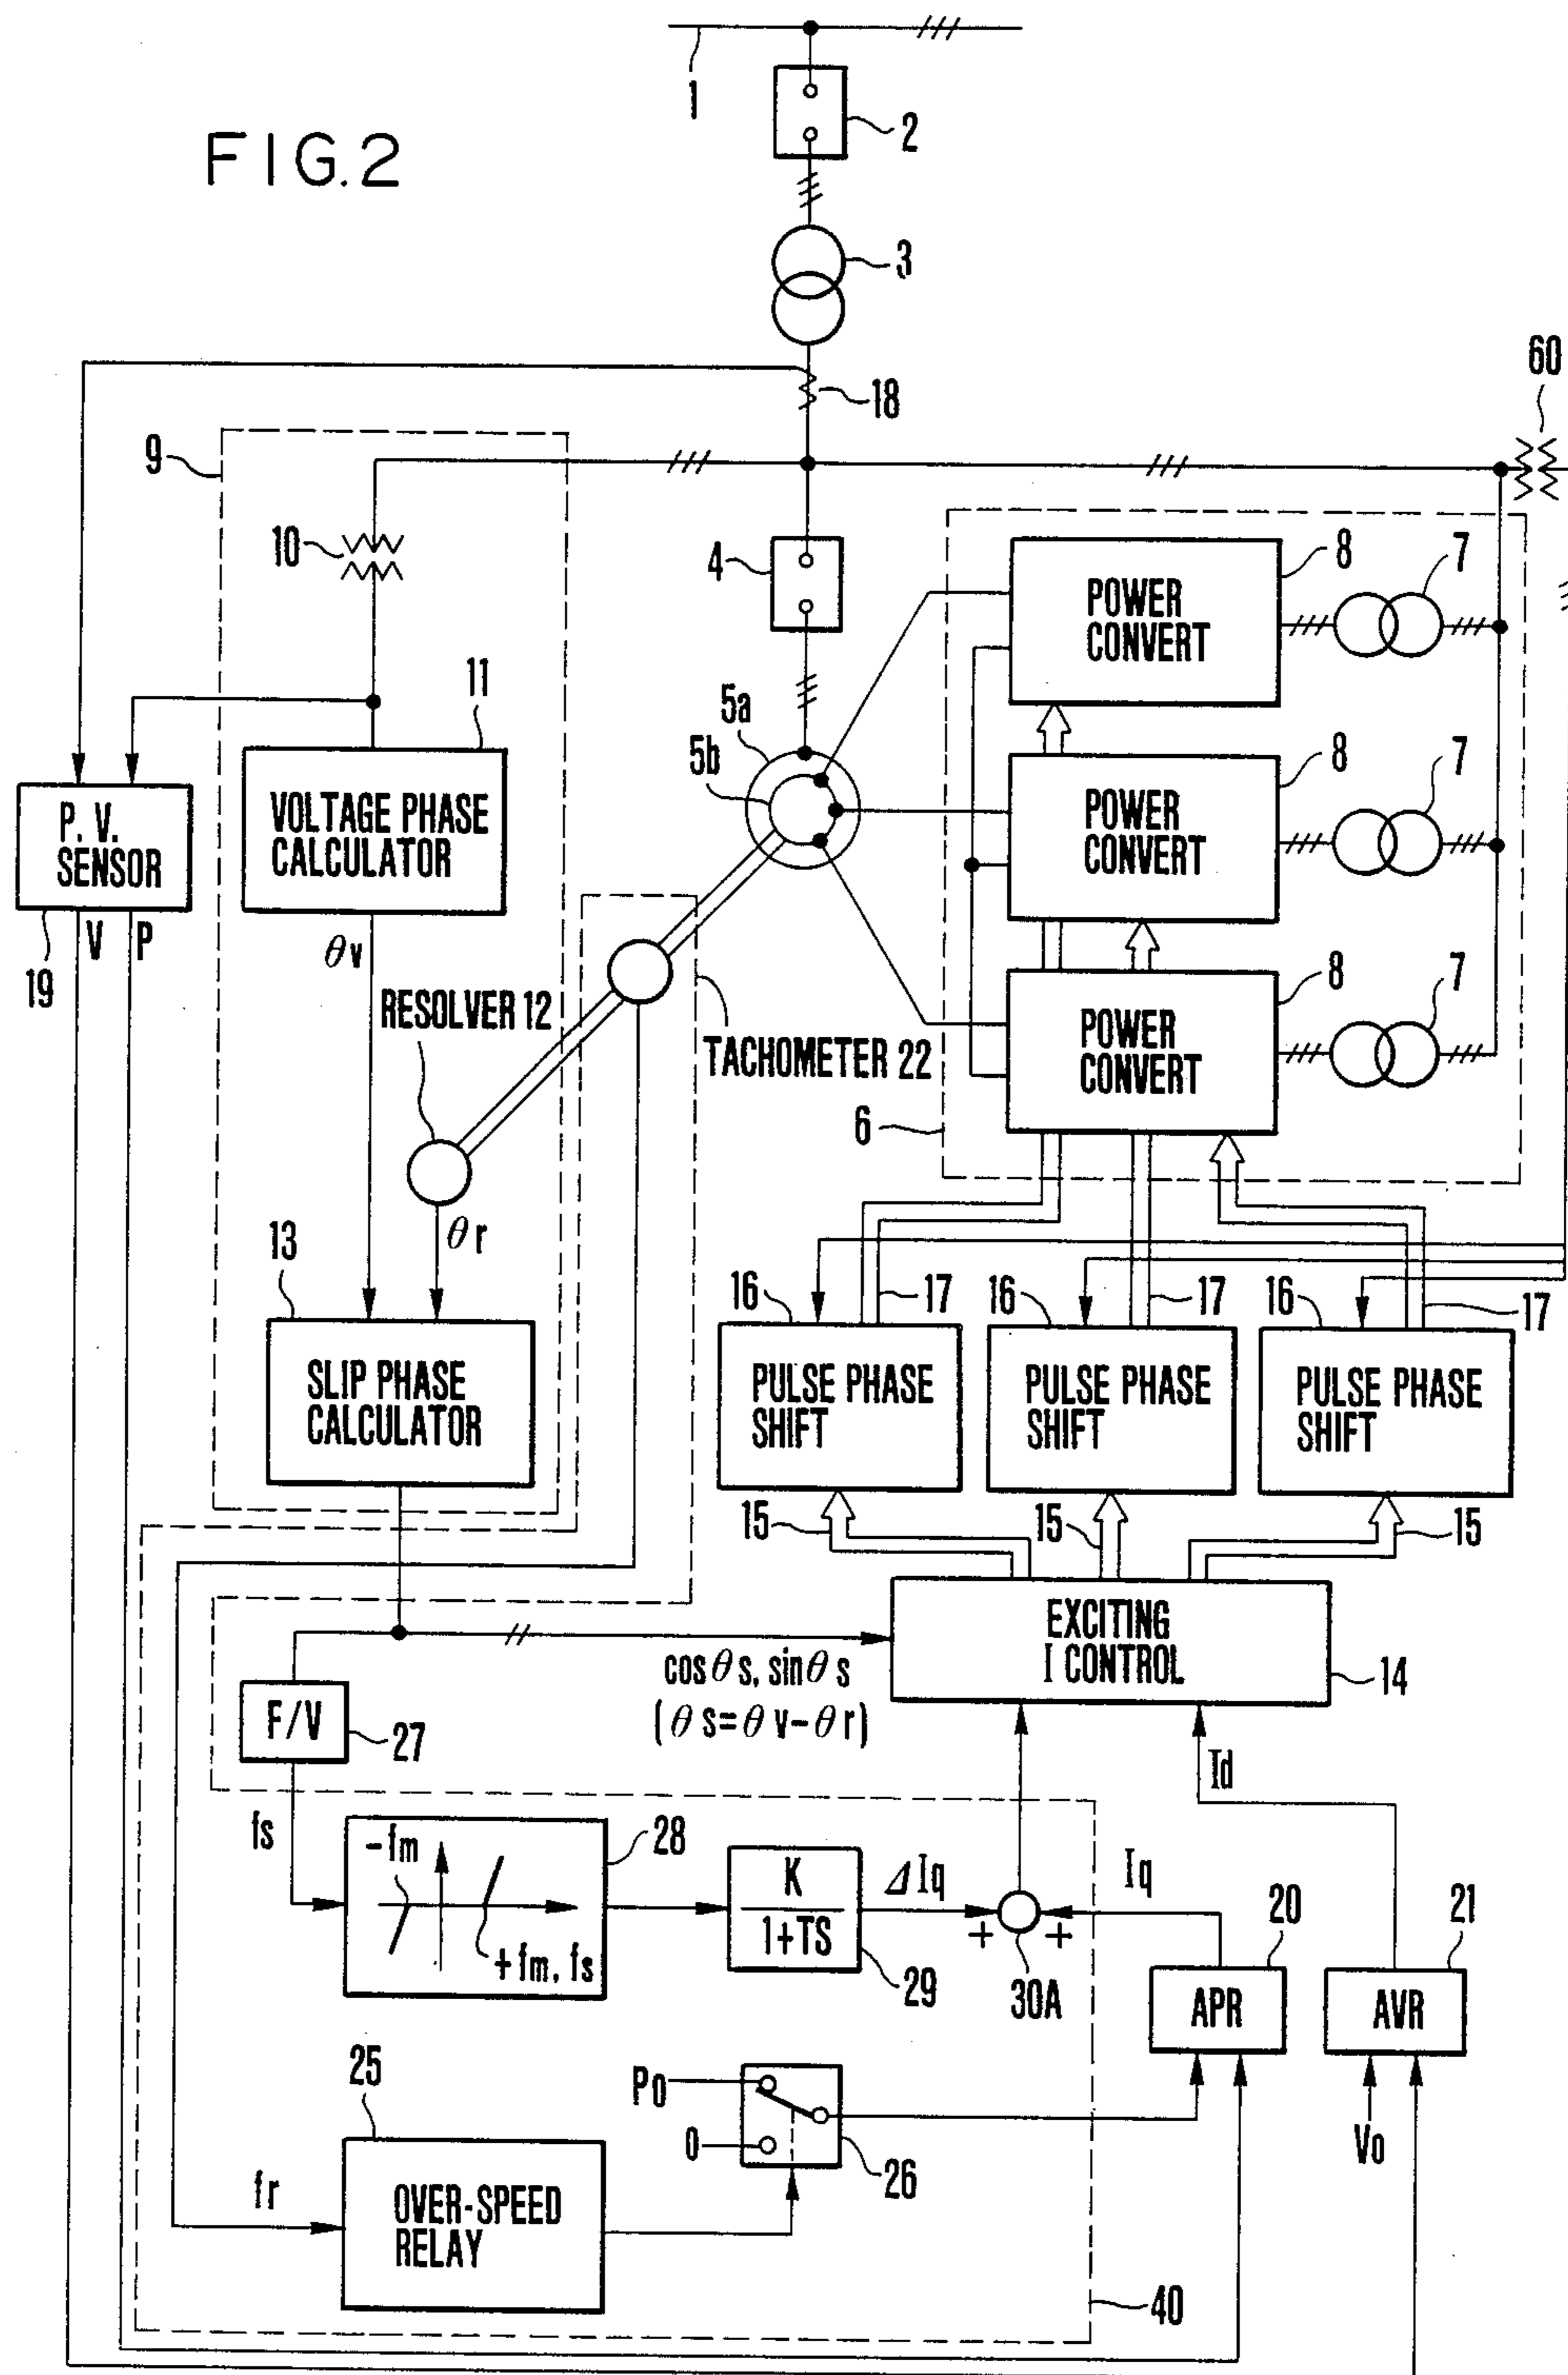 FIG.2
1
2
3
18
60
9
10
4
8
7
POWER
CONVERT
11
5a
5b
8
7
POWER
CONVERT
P. V.
SENSOR
VOLTAGE PHASE
CALCULATOR
19
V
P
θv
8
7
POWER
CONVERT
RESOLVER 12
TACHOMETER 22
6
13
θr
16
17
16
17
16
17
SLIP PHASE
CALCULATOR
PULSE PHASE
SHIFT
PULSE PHASE
SHIFT
PULSE PHASE
SHIFT
15
15
15
EXCITING
I CONTROL
14
cosθs, sinθs
(θs=θv-θr)
F/V
27
Id
fs
-fm
+fm, fs
28
K
1+TS
29
ΔIq
+
+
30A
Iq
20
21
APR
AVR
25
P0
0
26
V0
fr
OVER-SPEED
RELAY
40